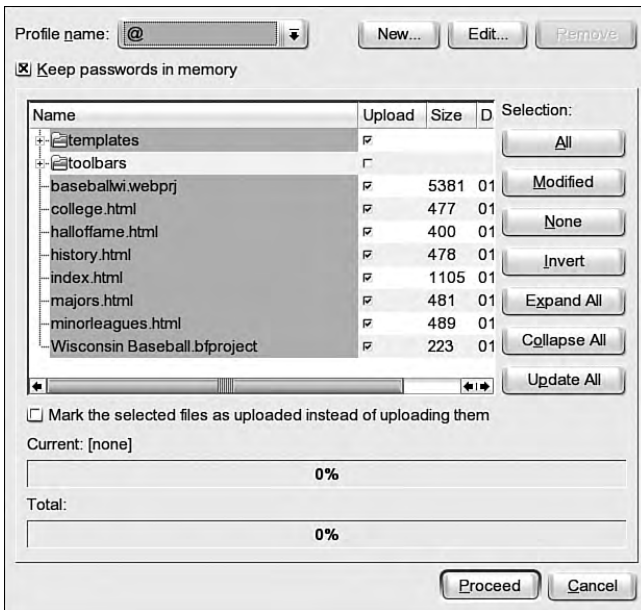 Profile name: @ New... Edit... Remove
Keep passwords in memory
Name Upload Size D Selection:
templates All
toolbars
baseballwi.webprj 5381 01 Modified
college.html 477 01
halloffame.html 400 01 None
history.html 478 01
index.html 1105 01 Invert
majors.html 481 01 Expand All
minorleagues.html 489 01
Wisconsin Baseball.bfproject 223 01 Collapse All
Update All
Mark the selected files as uploaded instead of uploading them
Current: [none]
0%
Total:
0%
Proceed Cancel